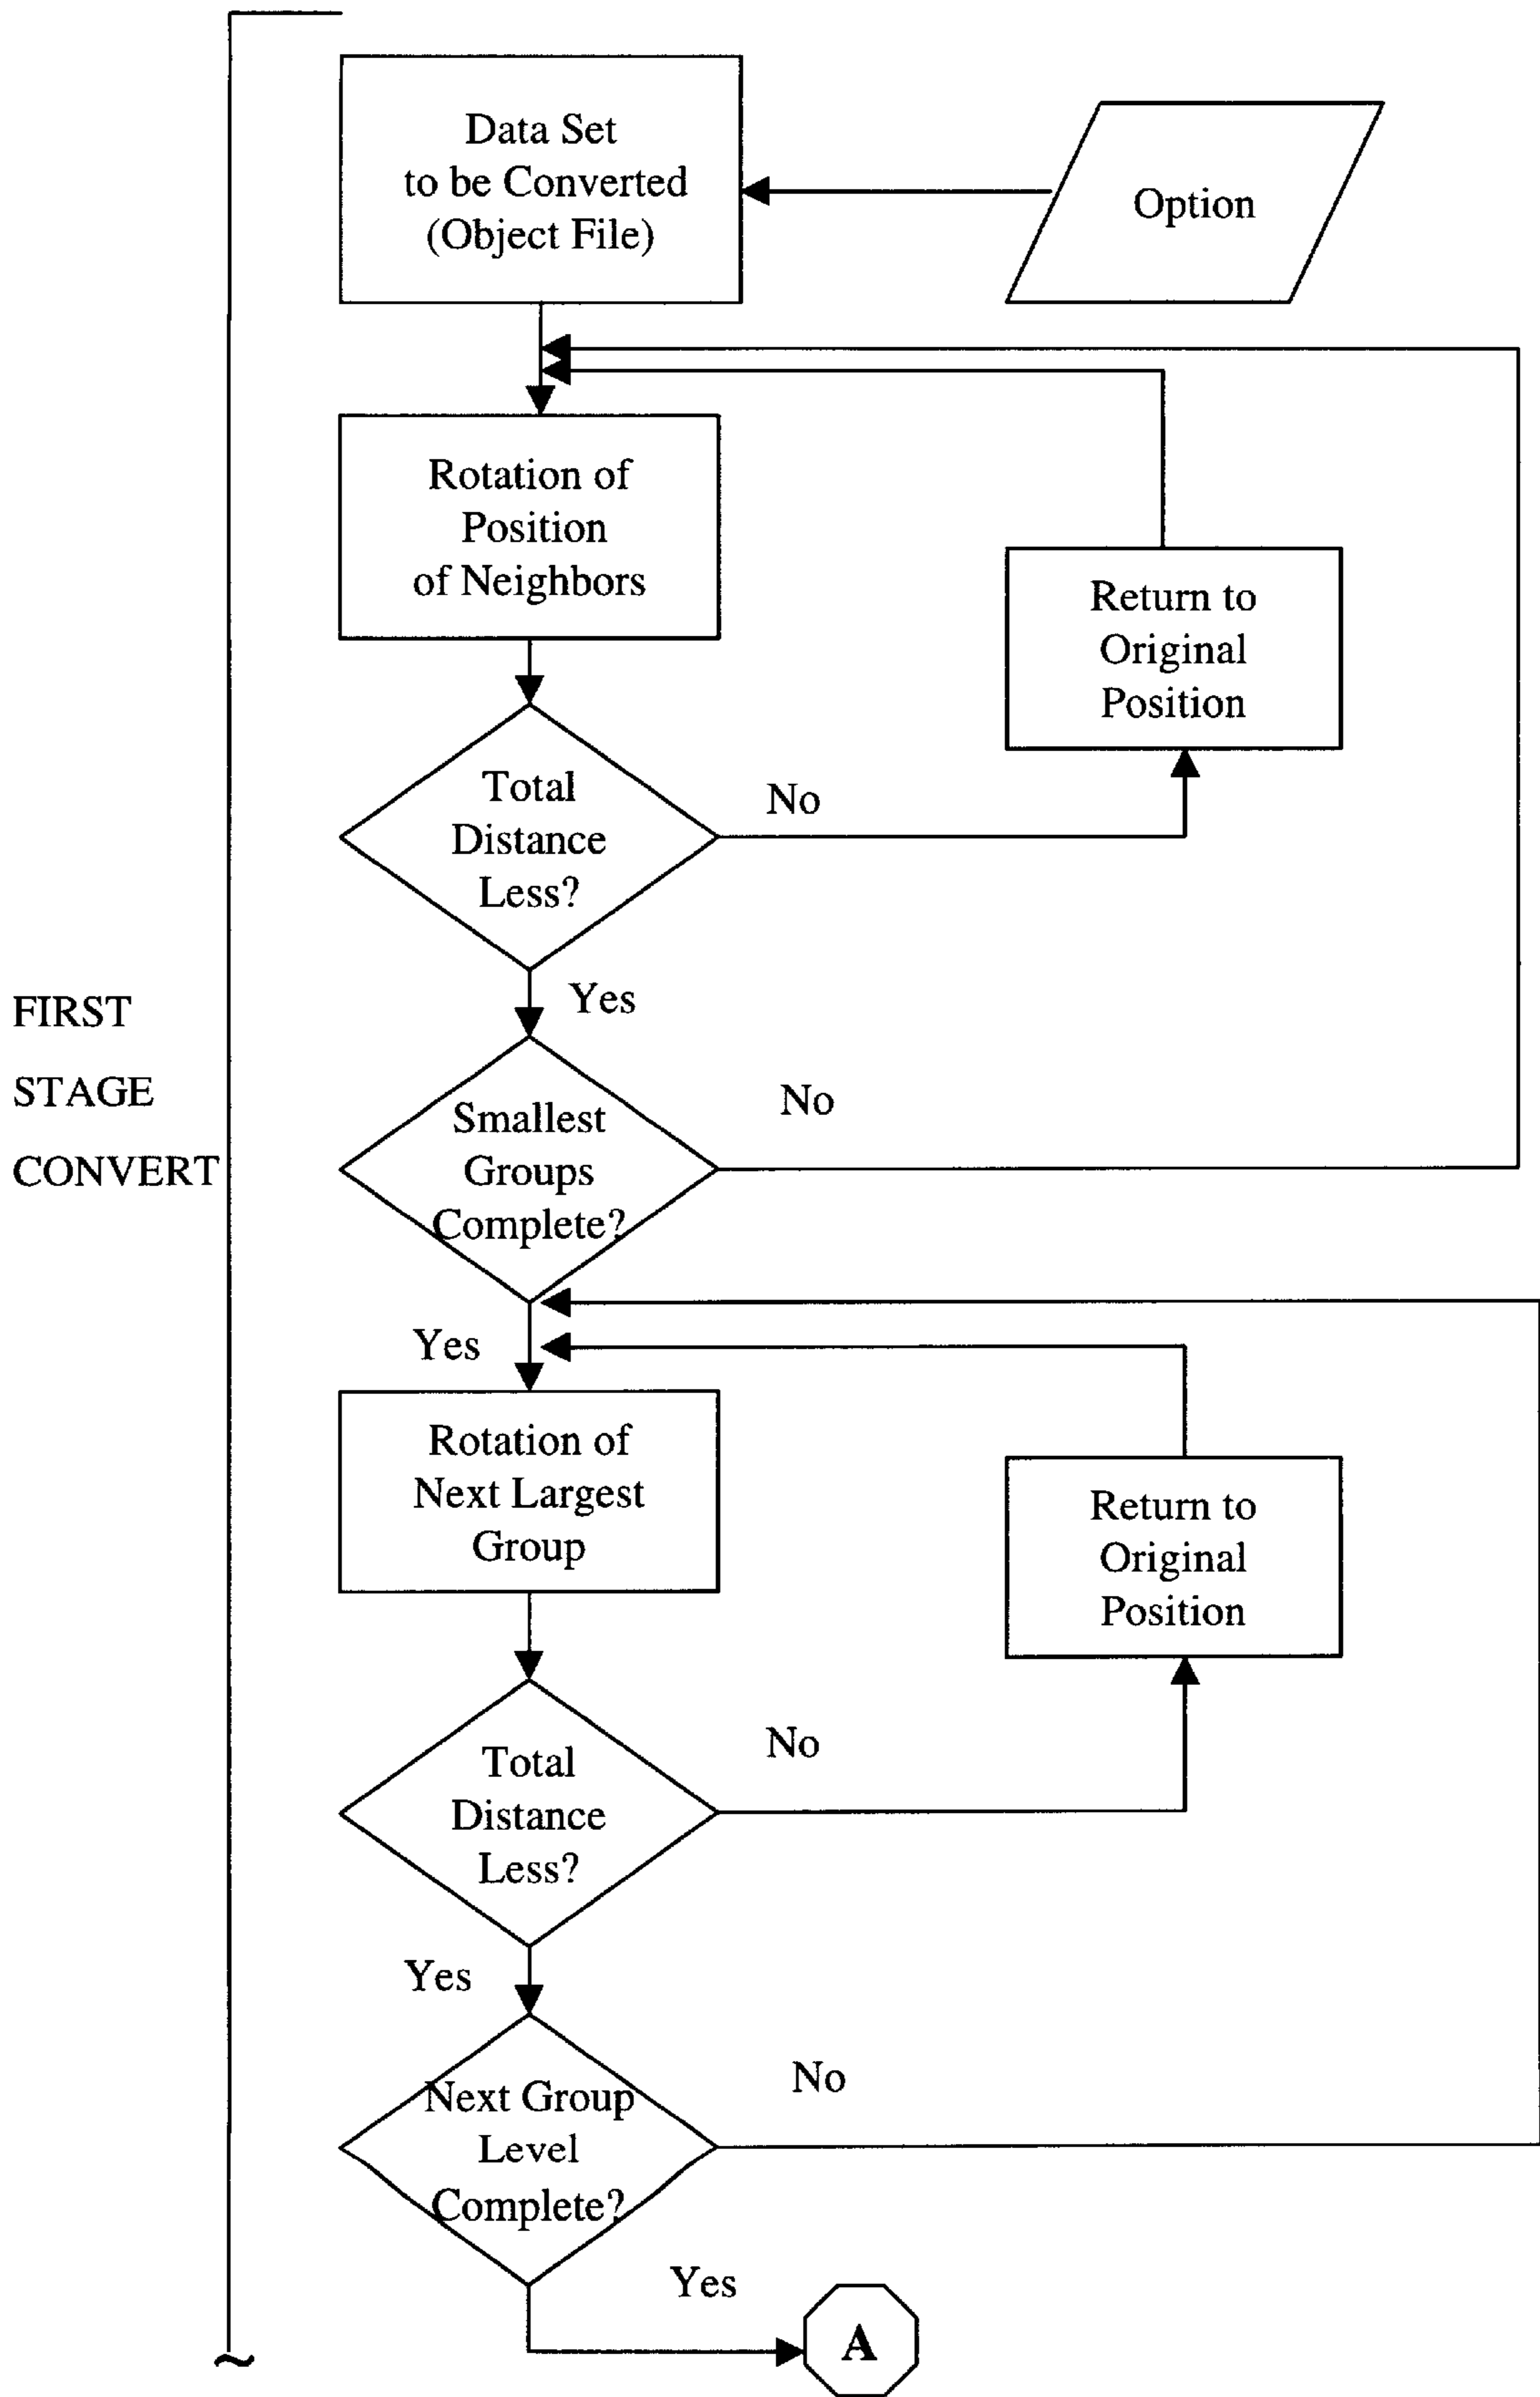 Data Set
to be Converted
(Object File)
Option
Rotation of
Position
of Neighbors
Return to
Original
Position
Total
Distance
Less?
No
Yes
FIRST
STAGE
CONVERT
Smallest
Groups
Complete?
No
Yes
Rotation of
Next Largest
Group
Return to
Original
Position
Total
Distance
Less?
No
Yes
Next Group
Level
Complete?
No
Yes
A
~